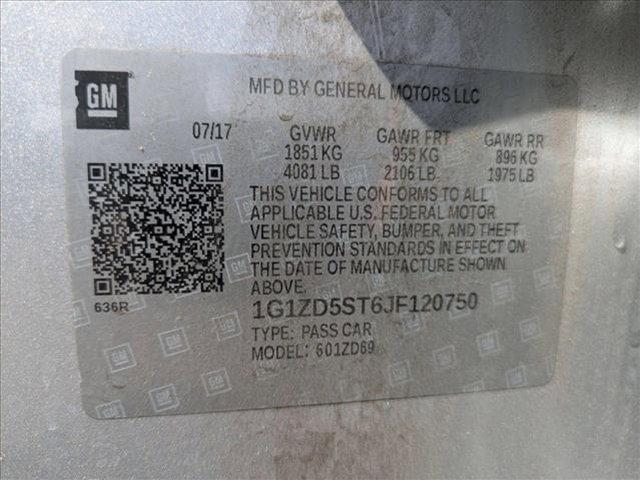 GM
MFD BY GENERAL MOTORS LLC
07/17 GVWR GAWR FRT GAWR RR
1851 KG 955 KG 896 KG
4081 LB 2106 LB 1975 LB
THIS VEHICLE CONFORMS TO ALL
APPLICABLE U.S. FEDERAL MOTOR
VEHICLE SAFETY, BUMPER, AND THEFT
PREVENTION STANDARDS IN EFFECT ON
THE DATE OF MANUFACTURE SHOWN
ABOVE.
636R
1G1ZD5ST6JF120750
TYPE: PASS CAR
MODEL: 601ZD69